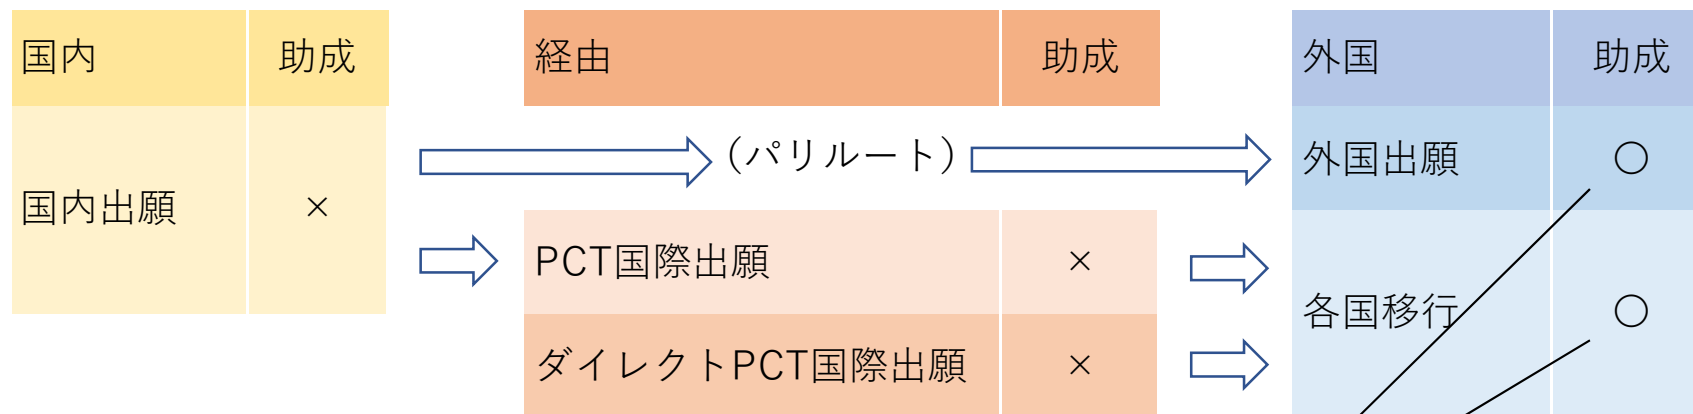 国内 助成 経由 助成 外国 助成
(パリルート) 外国出願 ○
国内出願 ×
PCT国際出願 ×
各国移行 ○
ダイレクトPCT国際出願 ×